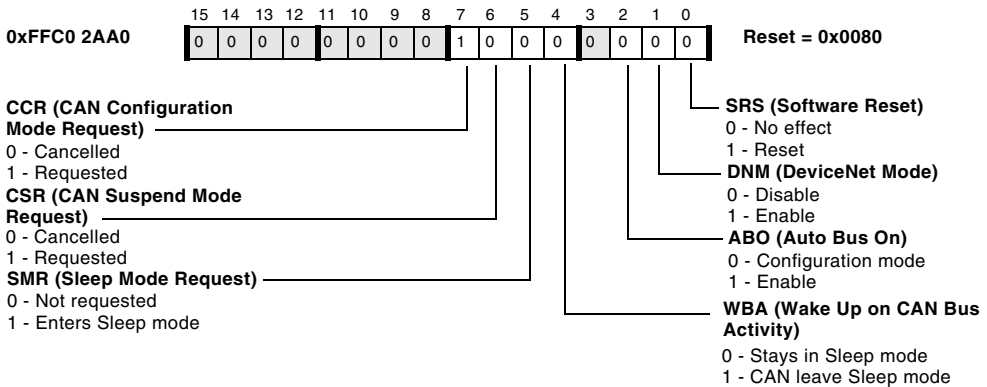 15 14 13 12 11 10 9 8 7 6 5 4 3 2 1 0
0xFFC0 2AA0 0 0 0 0 0 0 0 0 1 0 0 0 0 0 0 0 Reset = 0x0080
CCR (CAN Configuration
Mode Request)
0 - Cancelled
1 - Requested
CSR (CAN Suspend Mode
Request)
0 - Cancelled
1 - Requested
SMR (Sleep Mode Request)
0 - Not requested
1 - Enters Sleep mode
SRS (Software Reset)
0 - No effect
1 - Reset
DNM (DeviceNet Mode)
0 - Disable
1 - Enable
ABO (Auto Bus On)
0 - Configuration mode
1 - Enable
WBA (Wake Up on CAN Bus
Activity)
0 - Stays in Sleep mode
1 - CAN leave Sleep mode